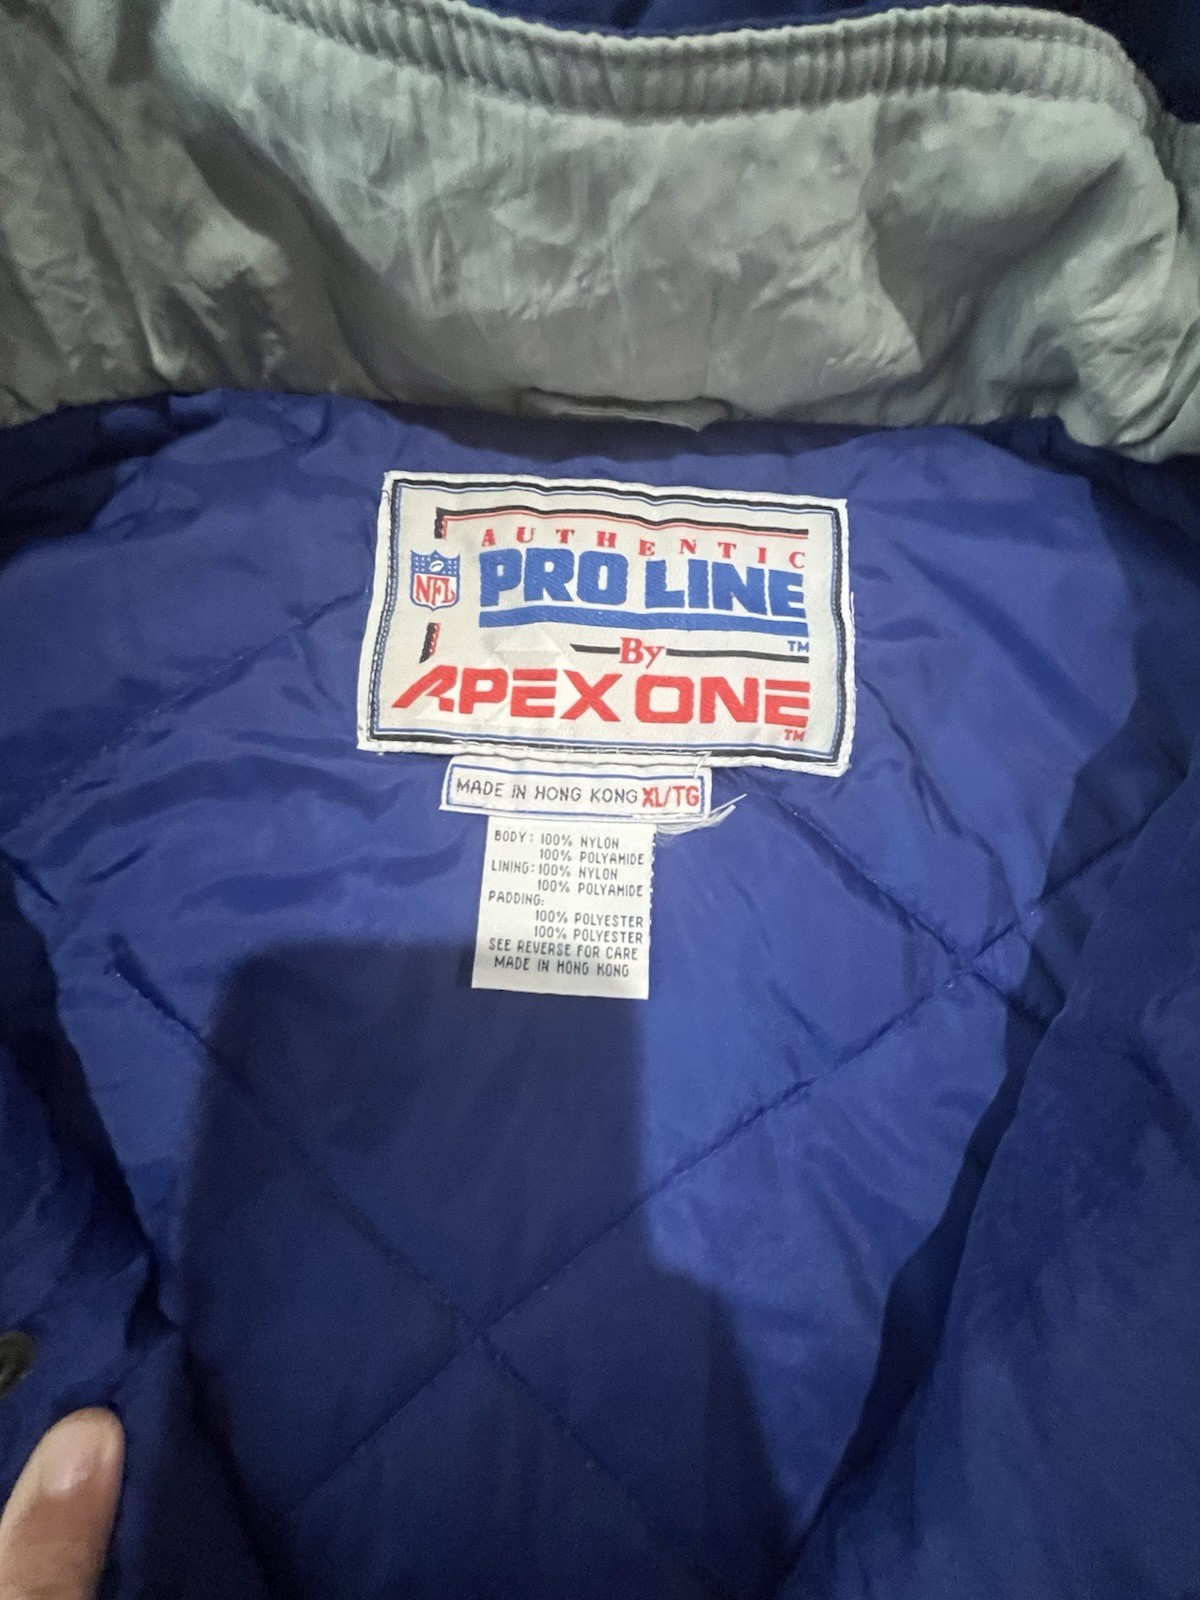 AUTHENTIC
NFL
PRO LINE
TM
By
APEX ONE
TM
MADE IN HONG KONG XL/TG
BODY: 100% NYLON
100% POLYAMIDE
LINING: 100% NYLON
100% POLYAMIDE
PADDING:
100% POLYESTER
100% POLYESTER
SEE REVERSE FOR CARE
MADE IN HONG KONG